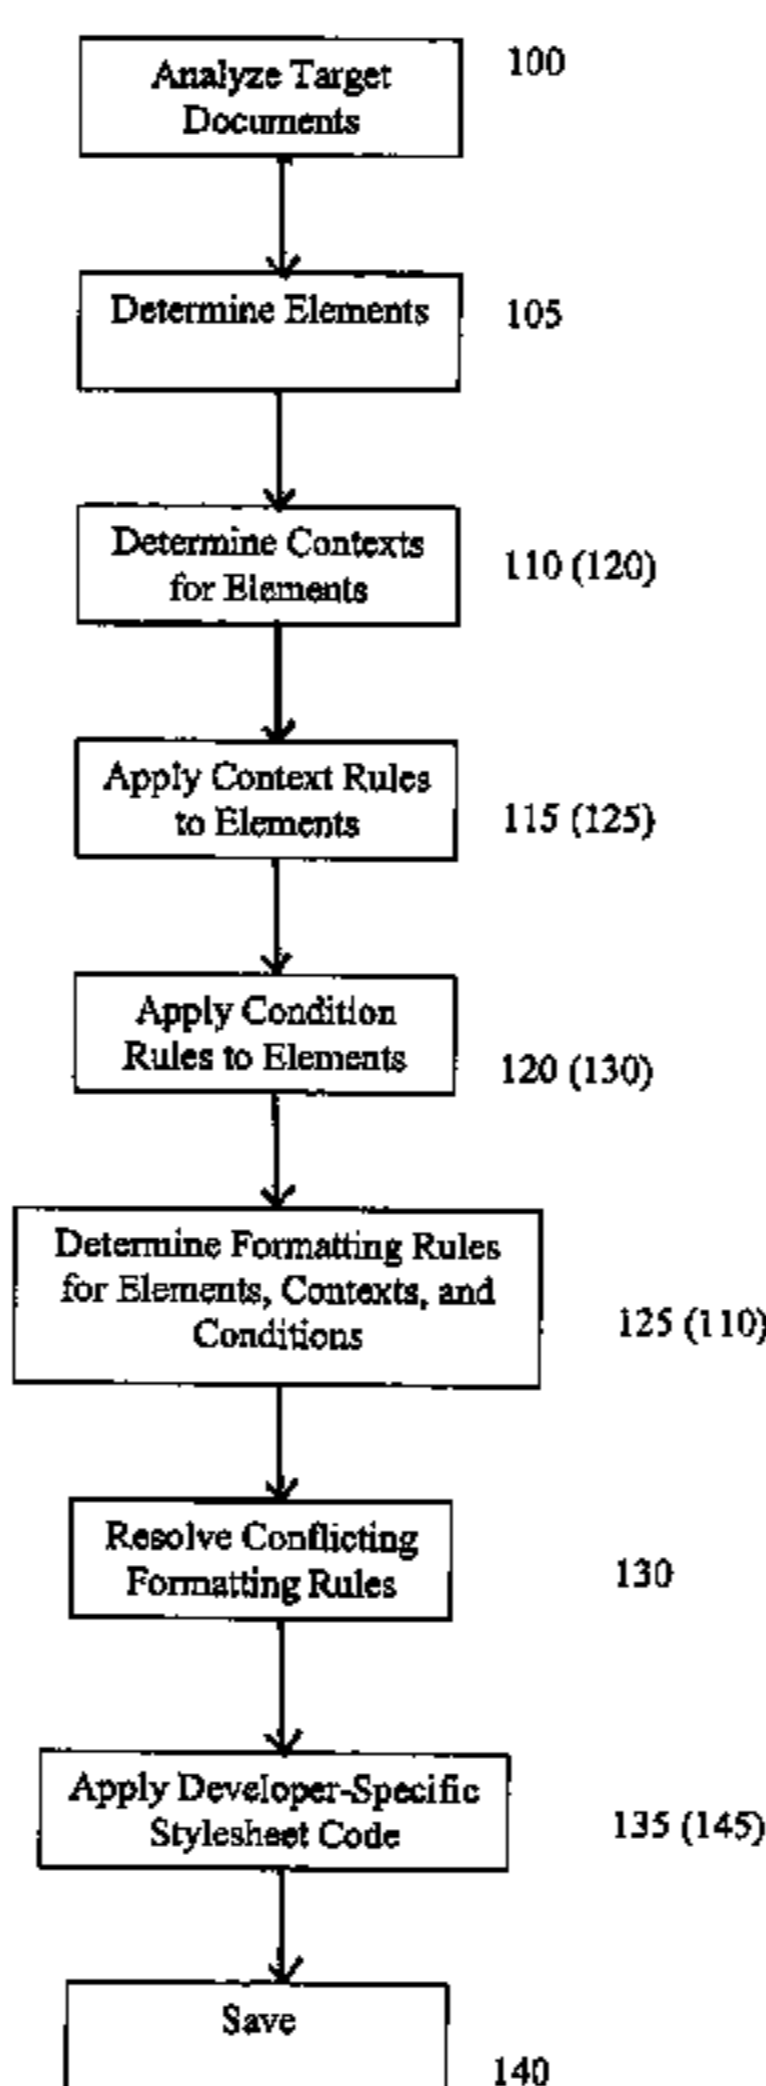 Analyze Target
Documents
100
Determine Elements
105
Determine Contexts
for Elements
110 (120)
Apply Context Rules
to Elements
115 (125)
Apply Condition
Rules to Elements
120 (130)
Determine Formatting Rules
for Elements, Contexts, and
Conditions
125 (110)
Resolve Conflicting
Formatting Rules
130
Apply Developer-Specific
Stylesheet Code
135 (145)
Save
140